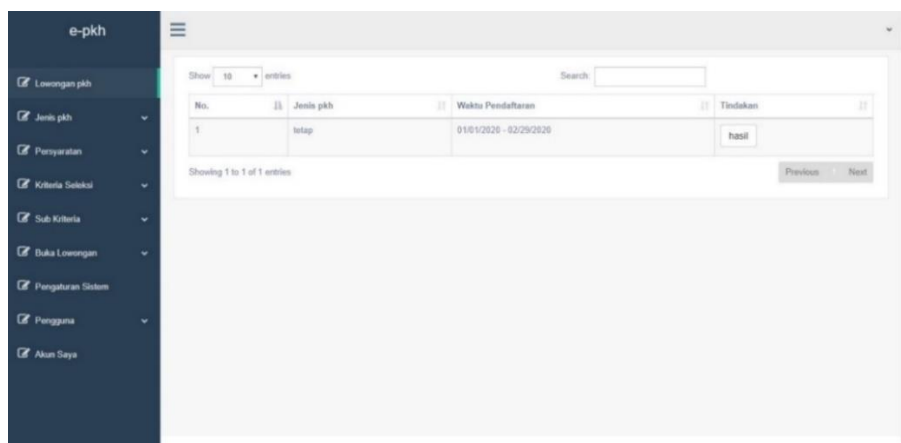 e-pkh
Lowongan pkh
Jenis pkh
Persyaratan
Kriteria Seleksi
Sub Kriteria
Buka Lowongan
Pengaturan Sistem
Pengguna
Akun Saya
Show 10 entries Search:
No. Jenis pkh Waktu Pendaftaran Tindakan
1 tetap 01/01/2020 - 02/29/2020 hasil
Showing 1 to 1 of 1 entries Previous 1 Next